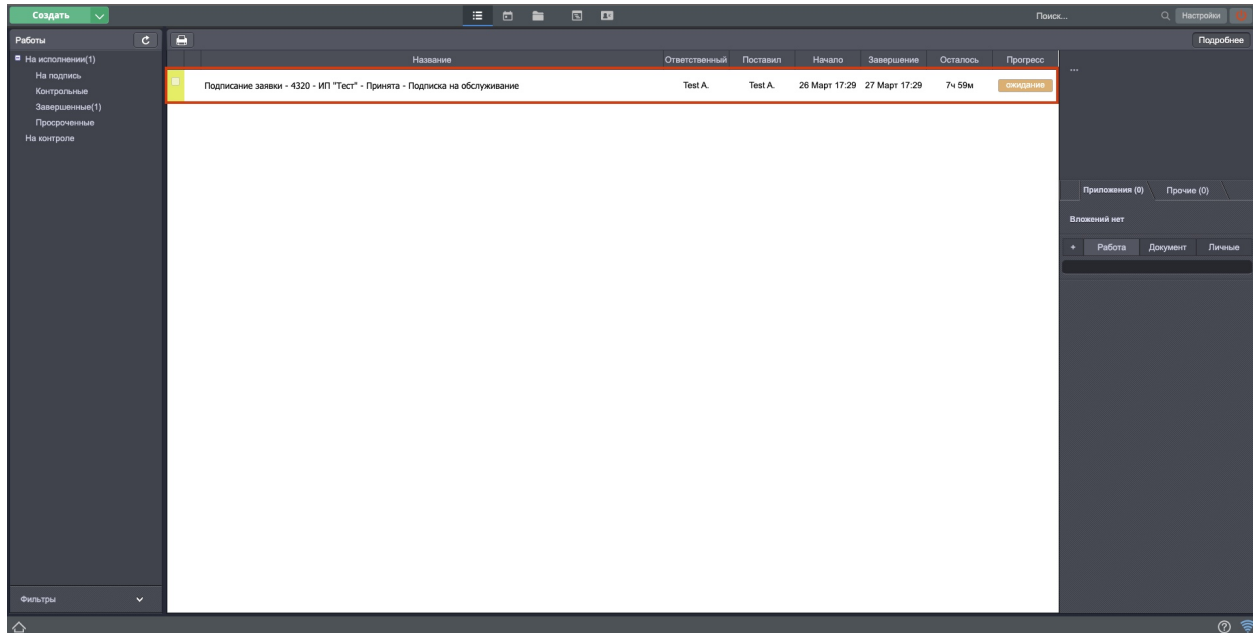 Создать
Поиск...
Настройки
Работы
Подробнее
На исполнении(1)
На подпись
Контрольные
Завершенные(1)
Просроченные
На контроле
Название Ответственный Поставил Начало Завершение Осталось Прогресс
Подписание заявки - 4320 - ИП "Тест" - Принята - Подписка на обслуживание Test A. Test A. 26 Март 17:29 27 Март 17:29 7ч 59м ожидание
...
Приложения (0) Прочие (0)
Вложений нет
+ Работа Документ Личные
Фильтры